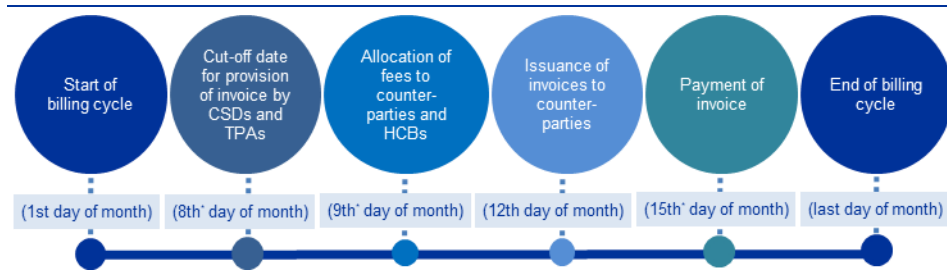 Start of
billing cycle
Cut-off date
for provision
of invoice by
CSDs and
TPAs
Allocation of
fees to
counter-
parties and
HCBs
Issuance of
invoices to
counter-
parties
Payment of
invoice
End of billing
cycle
(1st day of month)
(8th* day of month)
(9th* day of month)
(12th day of month)
(15th* day of month)
(last day of month)